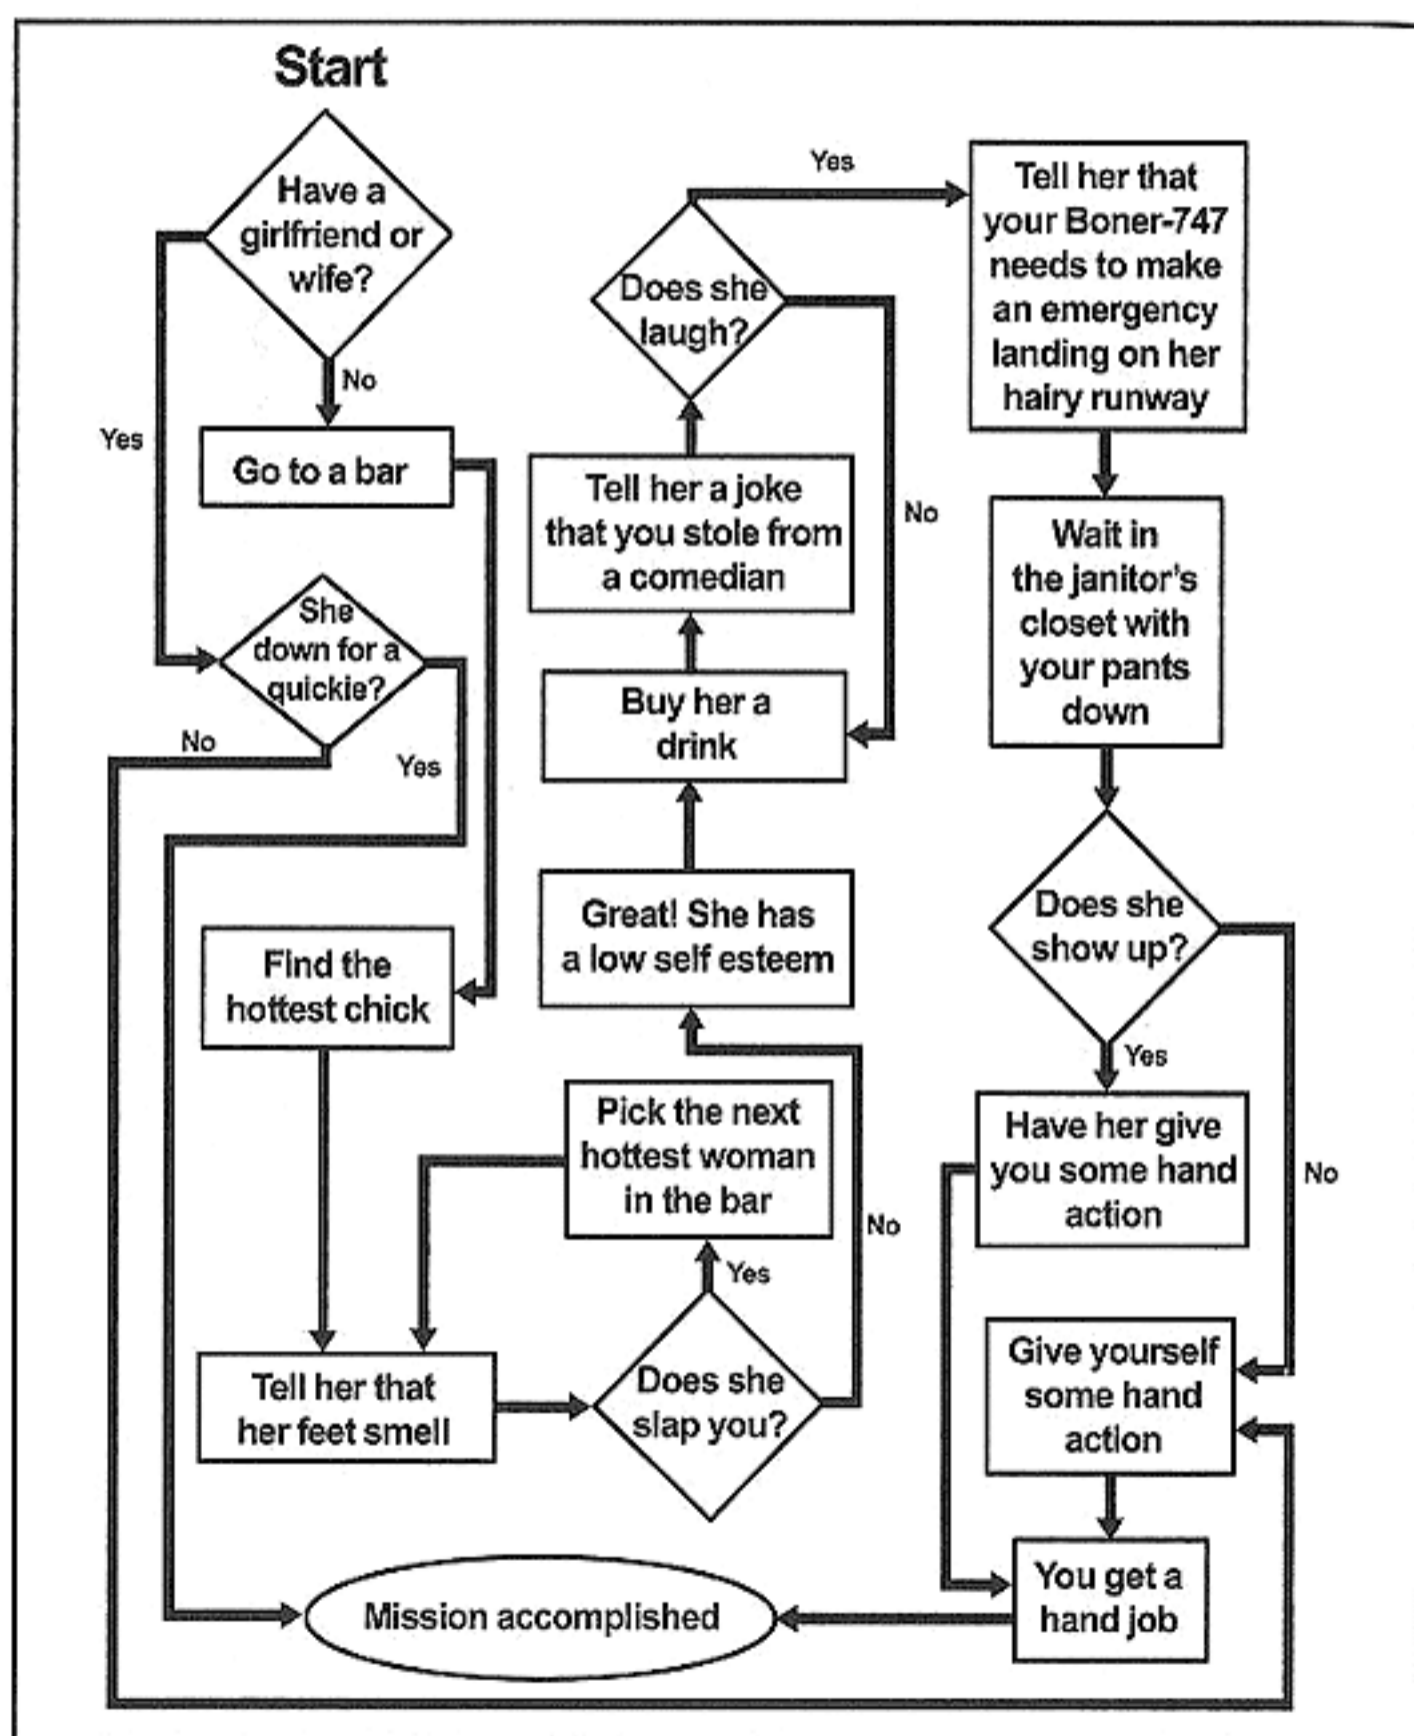 Start
Have a
girlfriend or
wife?
Yes
No
Go to a bar
She
down for a
quickie?
No
Yes
Find the
hottest chick
Tell her that
her feet smell
Does she
slap you?
Yes
No
Pick the next
hottest woman
in the bar
Great! She has
a low self esteem
Buy her a
drink
Tell her a joke
that you stole from
a comedian
Does she
laugh?
No
Yes
Tell her that
your Boner-747
needs to make
an emergency
landing on her
hairy runway
Wait in
the janitor's
closet with
your pants
down
Does she
show up?
Yes
No
Have her give
you some hand
action
Give yourself
some hand
action
You get a
hand job
Mission accomplished